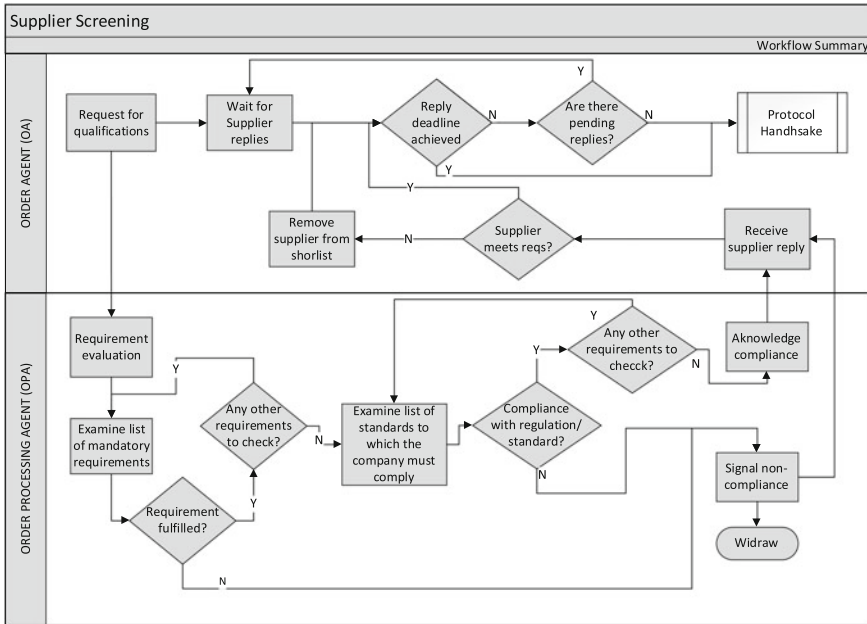 Supplier Screening
Workflow Summary
ORDER AGENT (OA)
Request for
qualifications
Wait for
Supplier
replies
Reply
deadline
achieved
N
Y
Are there
pending
replies?
Y
N
Protocol
Handhsake
Y
Remove
supplier from
shorlist
N
Supplier
meets reqs?
Receive
supplier reply
ORDER PROCESSING AGENT (OPA)
Requirement
evaluation
Y
Examine list
of mandatory
requirements
Requirement
fulfilled?
Y
N
Any other
requirements
to check?
N
Examine list of
standards to
which the
company must
comply
Compliance
with regulation/
standard?
Y
N
Any other
requirements to
checck?
Y
N
Aknowledge
compliance
Signal non-
compliance
Widraw